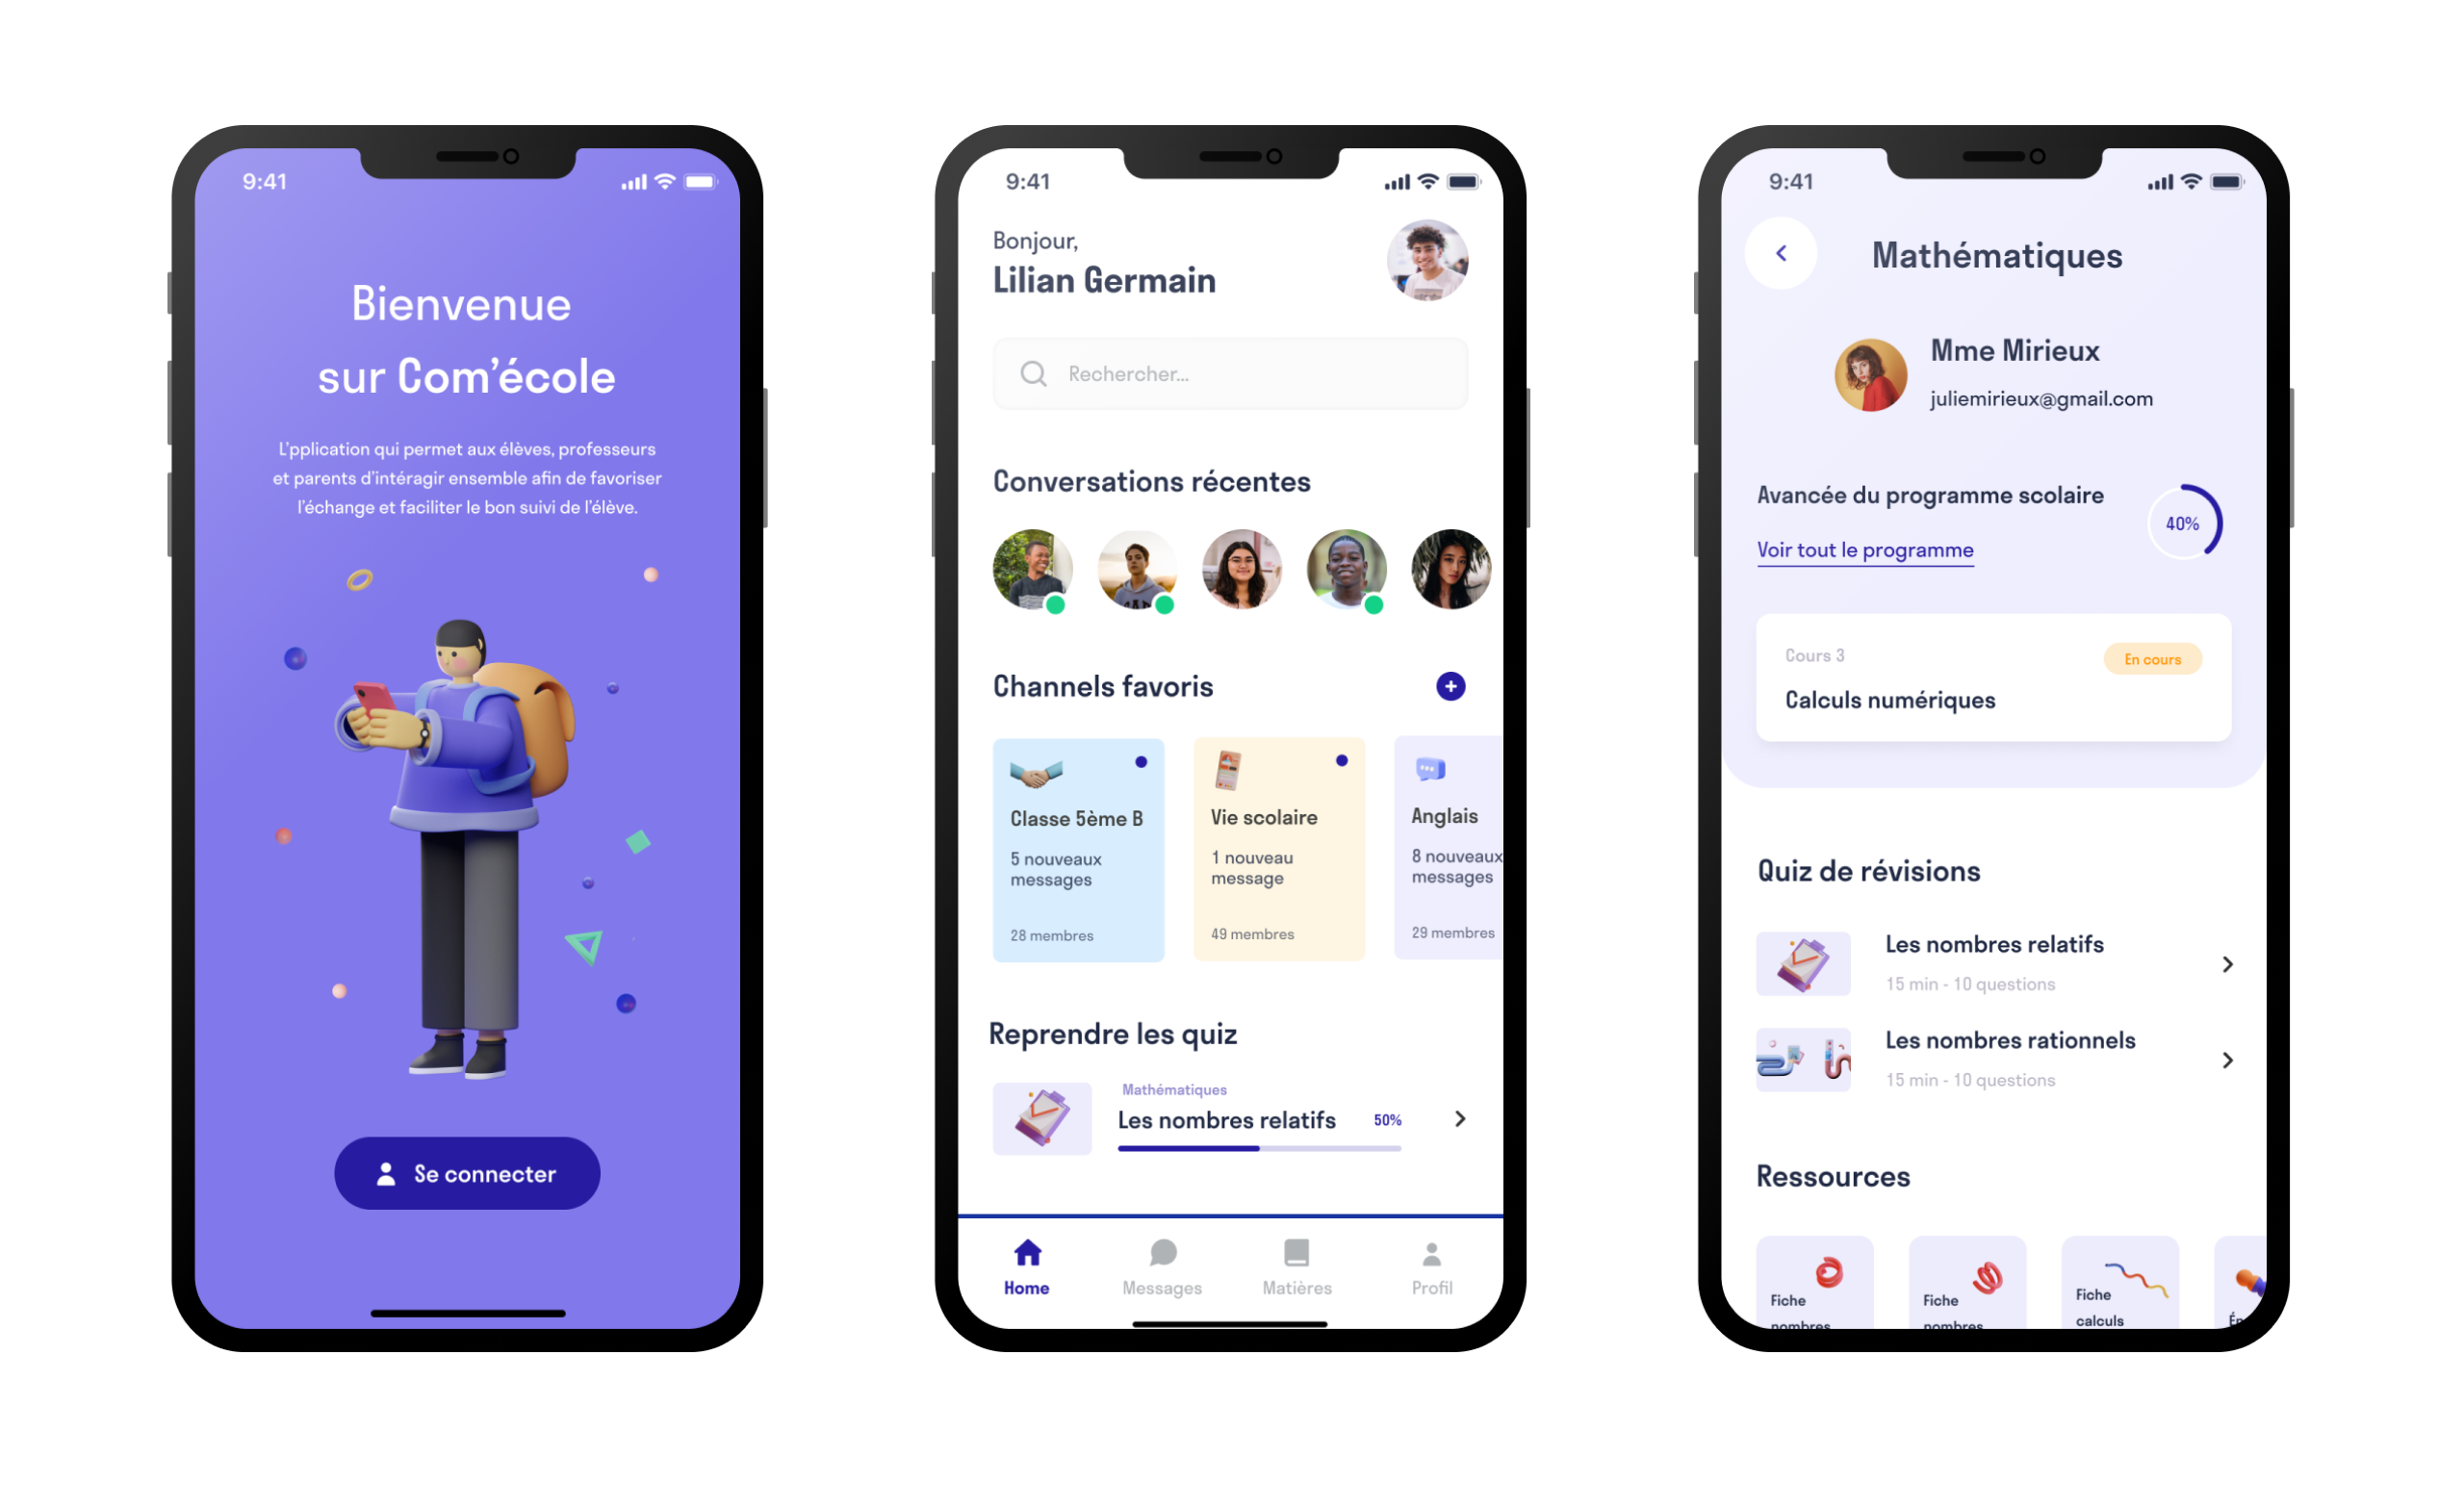 9:41
Bienvenue
sur Com'école
L'pplication qui permet aux élèves, professeurs
et parents d'intéragir ensemble afin de favoriser
l'échange et faciliter le bon suivi de l'élève.
Se connecter
9:41
Bonjour,
Lilian Germain
Rechercher...
Conversations récentes
Channels favoris
Classe 5ème B
5 nouveaux
messages
28 membres
Vie scolaire
1 nouveau
message
49 membres
Anglais
8 nouveaux
messages
29 membres
Reprendre les quiz
Mathématiques
Les nombres relatifs
50%
Home
Messages
Matières
Profil
9:41
Mathématiques
Mme Mirieux
juliemirieux@gmail.com
Avancée du programme scolaire
40%
Voir tout le programme
Cours 3
En cours
Calculs numériques
Quiz de révisions
Les nombres relatifs
15 min - 10 questions
Les nombres rationnels
15 min - 10 questions
Ressources
Fiche
nombres
Fiche
nombres
Fiche
calculs